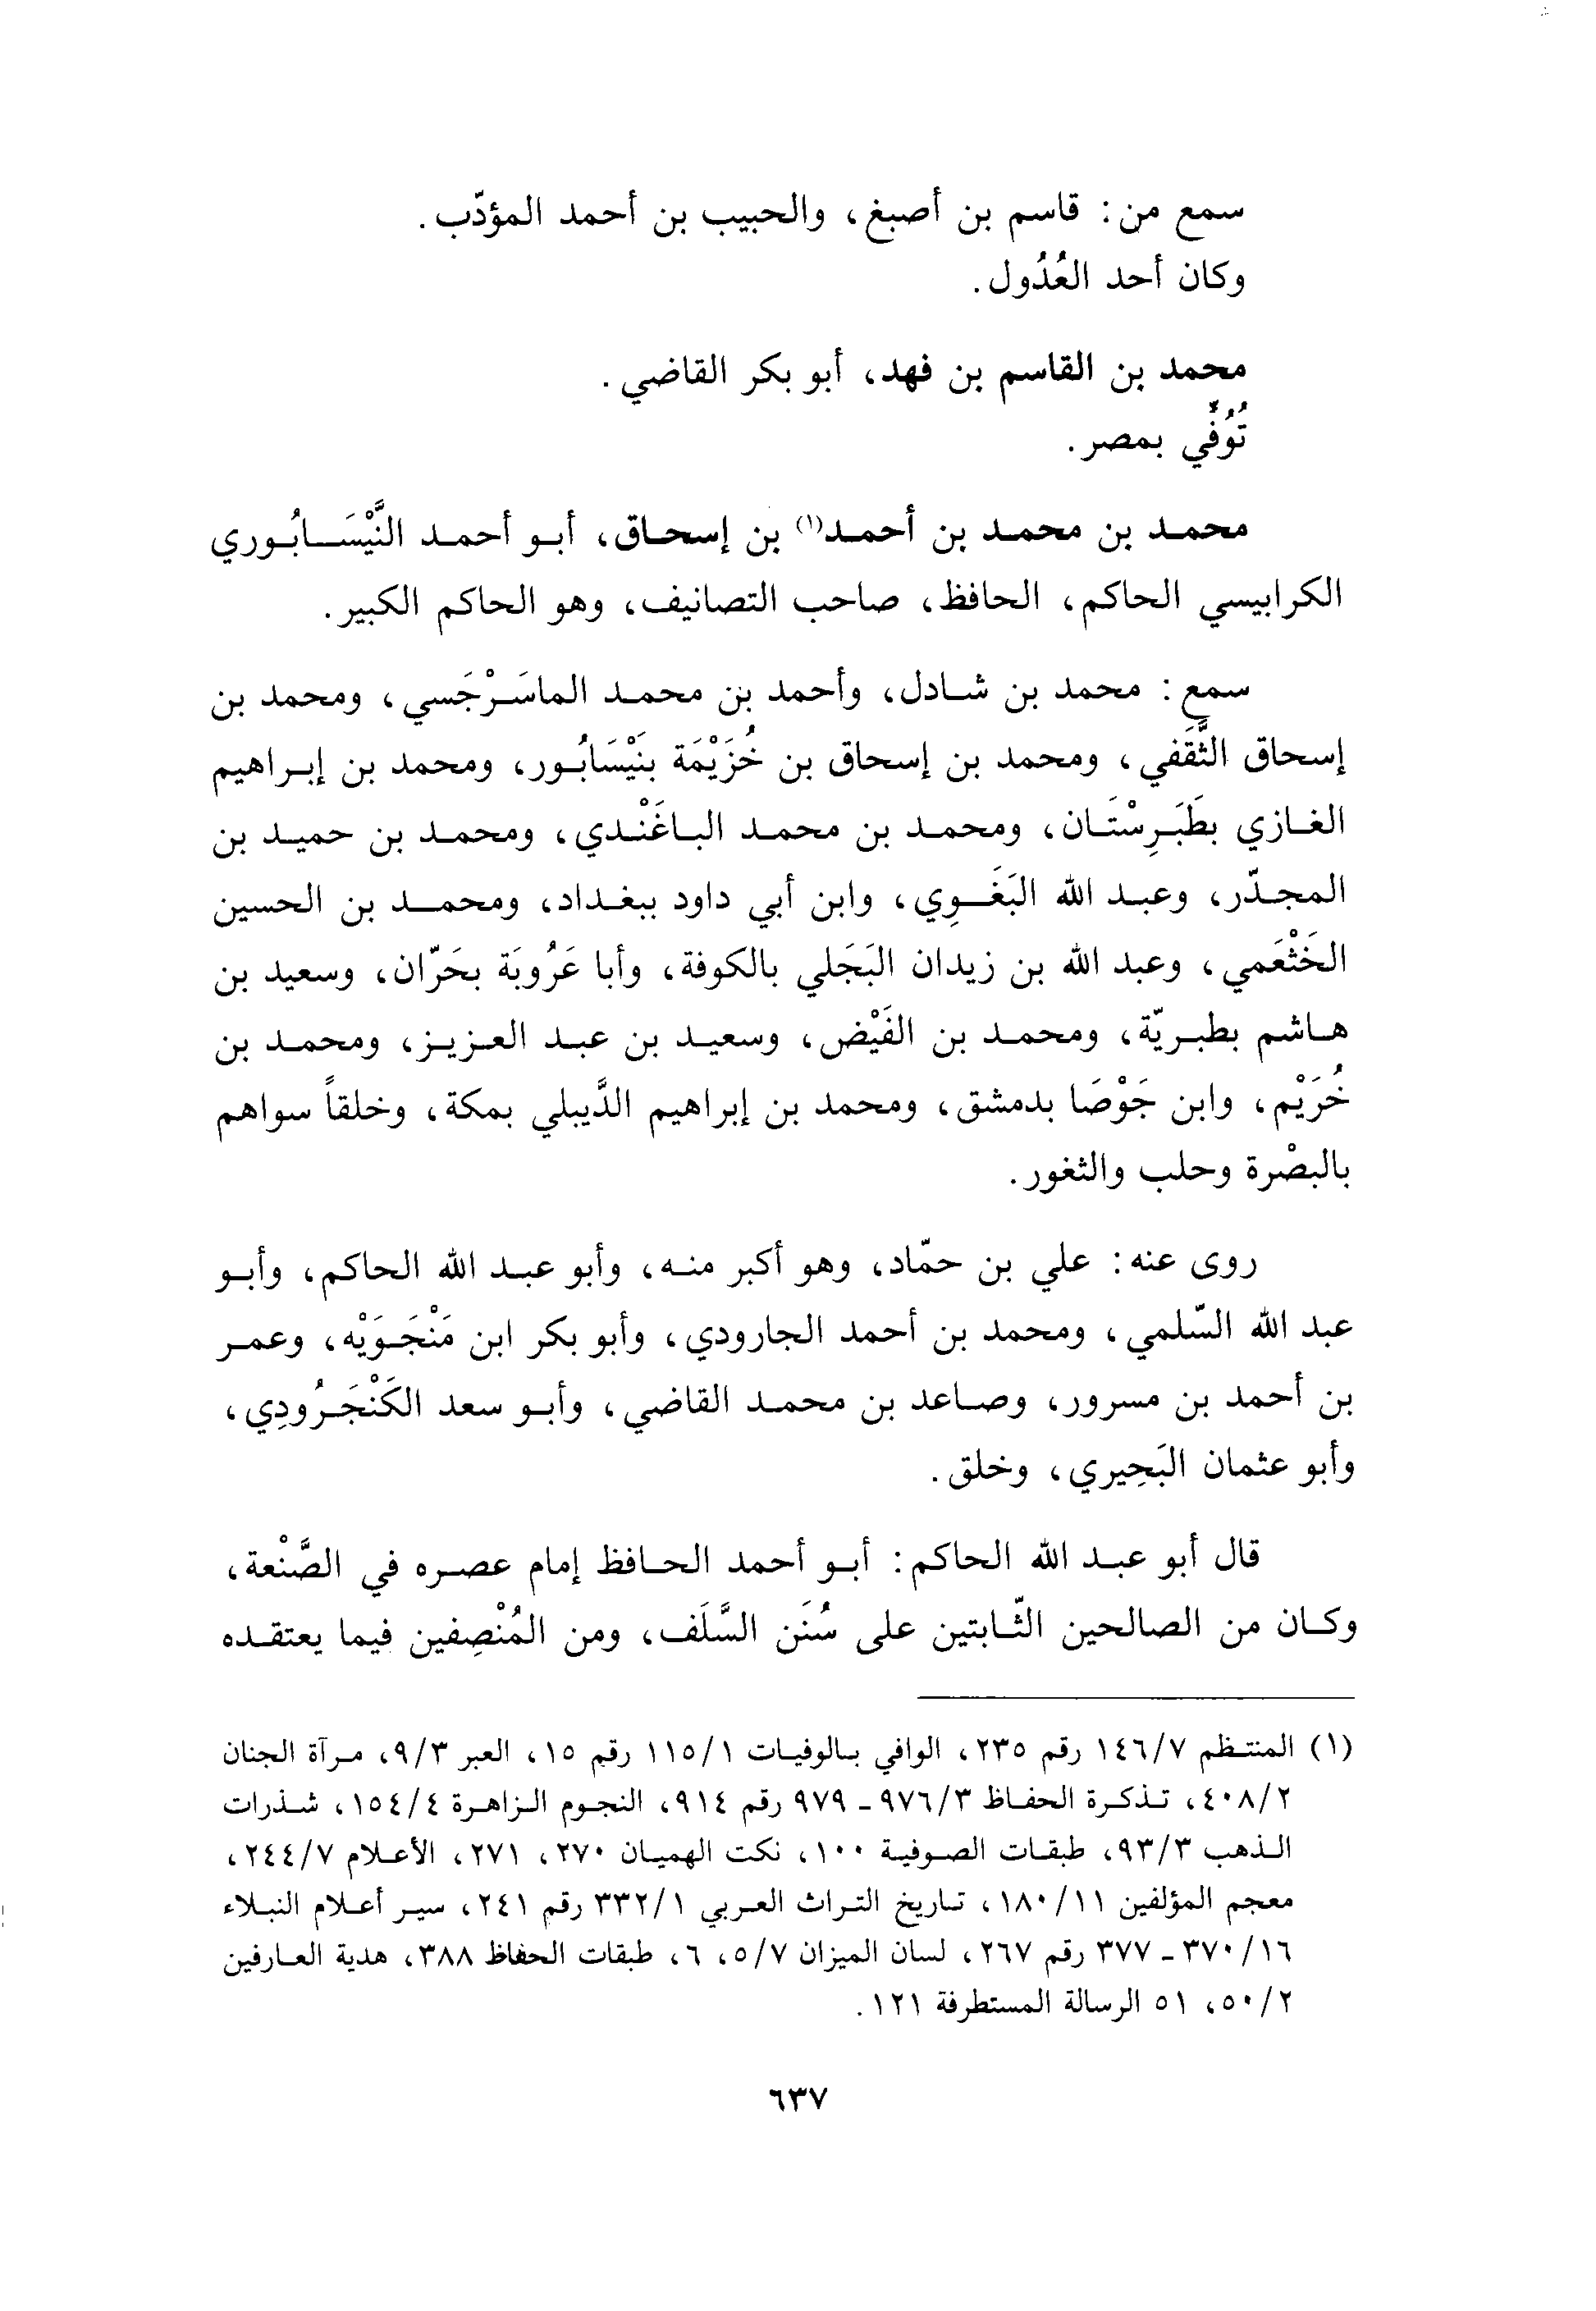 سمع من: قاسم بن أصبغ، والحبيب بن أحمد المؤدّب.
وكان أحد العُدُول.
محمد بن القاسم بن فهد، أبو بكر القاضي.
تُوُفّي بمصر.
محمد بن محمد بن أحمد(١) بن إسحاق، أبو أحمد النَّيْسَابُوري
الكرابيسي الحاكم، الحافظ، صاحب التصانيف، وهو الحاكم الكبير.
سمع: محمد بن شادل، وأحمد بن محمد الماسَرْجَسي، ومحمد بن
إسحاق الثَّقَفي، ومحمد بن إسحاق بن خُزَيْمَة بنَيْسَابُور، ومحمد بن إبراهيم
الغازي بطَبَرِسْتَان، ومحمد بن محمد الباغَنْدي، ومحمد بن حميد بن
المجدّر، وعبد الله البَغَوِي، وابن أبي داود ببغداد، ومحمد بن الحسين
الخَثْعَمي، وعبد الله بن زيدان البَجَلي بالكوفة، وأبا عَرُوبَة بحَرّان، وسعيد بن
هاشم بطبريّة، ومحمد بن الفَيْض، وسعيد بن عبد العزيز، ومحمد بن
خُرَيْم، وابن جَوْصَا بدمشق، ومحمد بن إبراهيم الدَّيبلي بمكة، وخلقاً سواهم
بالبصْرة وحلب والثغور.
روى عنه: علي بن حمّاد، وهو أكبر منه، وأبو عبد الله الحاكم، وأبو
عبد الله السّلمي، ومحمد بن أحمد الجارودي، وأبو بكر ابن مَنْجَوَيْه، وعمر
بن أحمد بن مسرور، وصاعد بن محمد القاضي، وأبو سعد الكَنْجَرُودِي،
وأبو عثمان البَحِيري، وخلق.
قال أبو عبد الله الحاكم: أبو أحمد الحافظ إمام عصره في الصَّنْعة،
وكان من الصالحين الثّابتين على سُنَن السَّلَف، ومن المُنْصِفين فيما يعتقده
(١) المنتظم ١٤٦/٧ رقم ٢٣٥، الوافي بالوفيات ١١٥/١ رقم ١٥، العبر ٩/٣، مرآة الجنان
٤٠٨/٢، تذكرة الحفاظ ٩٧٦/٣ - ٩٧٩ رقم ٩١٤، النجوم الزاهرة ١٥٤/٤، شذرات
الذهب ٩٣/٣، طبقات الصوفية ١٠٠، نكت الهميان ٢٧٠، ٢٧١، الأعلام ٢٤٤/٧،
معجم المؤلفين ١٨٠/١١، تاريخ التراث العربي ٣٣٢/١ رقم ٢٤١، سير أعلام النبلاء
٣٧٠/١٦ - ٣٧٧ رقم ٢٦٧، لسان الميزان ٥/٧، ٦، طبقات الحفاظ ٣٨٨، هدية العارفين
٥٠/٢، ٥١ الرسالة المستطرفة ١٢١.
٦٣٧